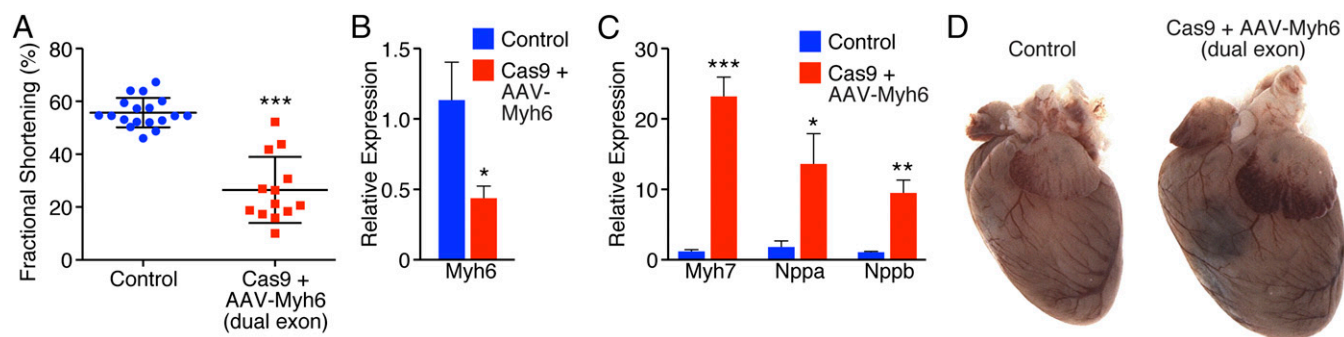 A
Fractional Shortening (%)
80
60
40
20
0
***
Control
Cas9 +
AAV-Myh6
(dual exon)
B
Relative Expression
1.5
1.0
0.5
0
Control
Cas9 +
AAV-
Myh6
*
Myh6
C
Relative Expression
30
20
10
0
Control
Cas9 +
AAV-Myh6
***
*
**
Myh7 Nppa Nppb
D
Control
Cas9 + AAV-Myh6
(dual exon)